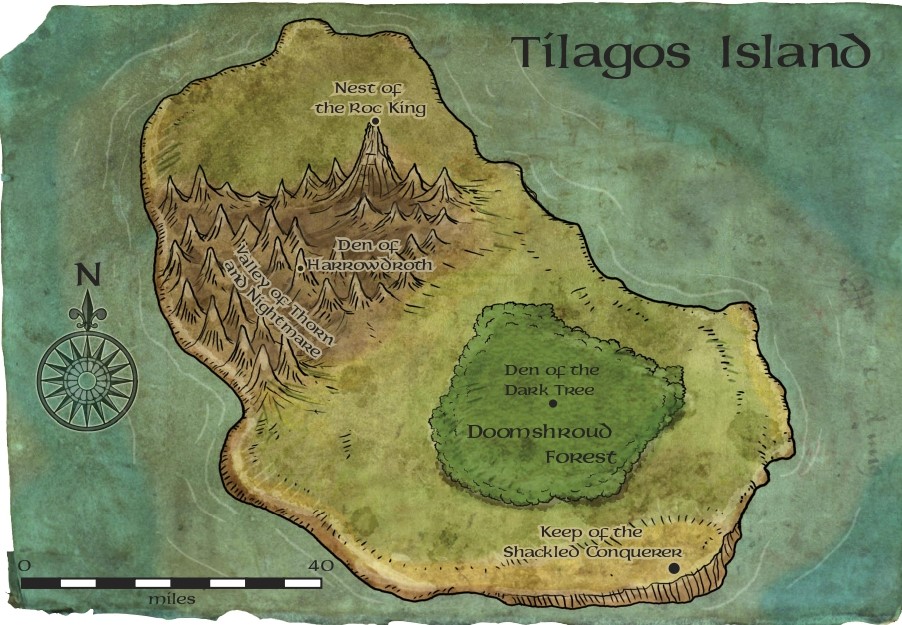 Tílagos Island
Nest of
the Roc King
Den of
Harrowdroth
Valley of Thorn
and Nightmare
N
Den of the
Dark Tree
Doomshroud
Forest
Keep of the
Shackled Conquerer
0 40
miles